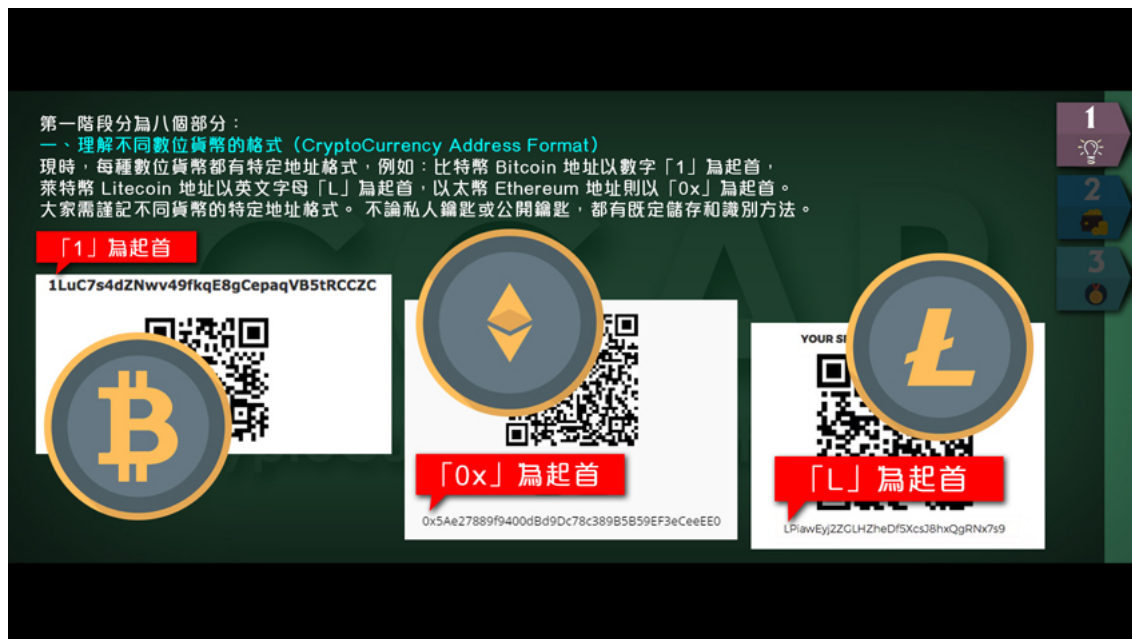 第一階段分為八個部分：
一、理解不同數位貨幣的格式（CryptoCurrency Address Format）
現時，每種數位貨幣都有特定地址格式，例如：比特幣 Bitcoin 地址以數字「1」為起首，
萊特幣 Litecoin 地址以英文字母「L」為起首，以太幣 Ethereum 地址則以「0x」為起首。
大家需謹記不同貨幣的特定地址格式。 不論私人鑰匙或公開鑰匙，都有既定儲存和識別方法。
1
2
3
「1」為起首
1LuC7s4dZNwv49fkqE8gCepaqVB5tRCCZC
「0x」為起首
0x5Ae27889f9400dBd9Dc78c389B5B59EF3eCeeEE0
YOUR
「L」為起首
LPiawEyj2ZGLHZheDf5XcsJ8hxQgRNx7s9